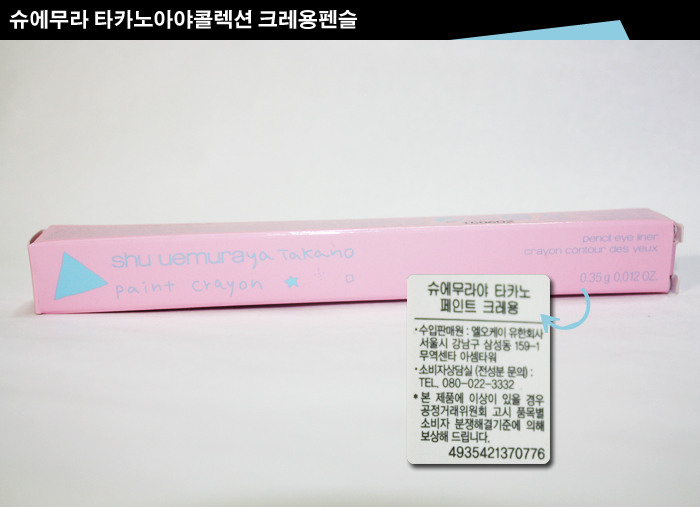 슈에무라 타카노아야콜렉션 크레용펜슬
shu uemura aya Takano
paint crayon
pencil eye liner
crayon contour des yeux
0.35 g 0.012 OZ.
슈에무라야 타카노
페인트 크레용
•수입판매원 : 엘오케이 유한회사
서울시 강남구 삼성동 159-1
무역센타 아셈타워
•소비자상담실 (전성분 문의) :
TEL. 080-022-3332
*본 제품에 이상이 있을 경우
공정거래위원회 고시 품목별
소비자 분쟁해결기준에 의해
보상해 드립니다.
4935421370776